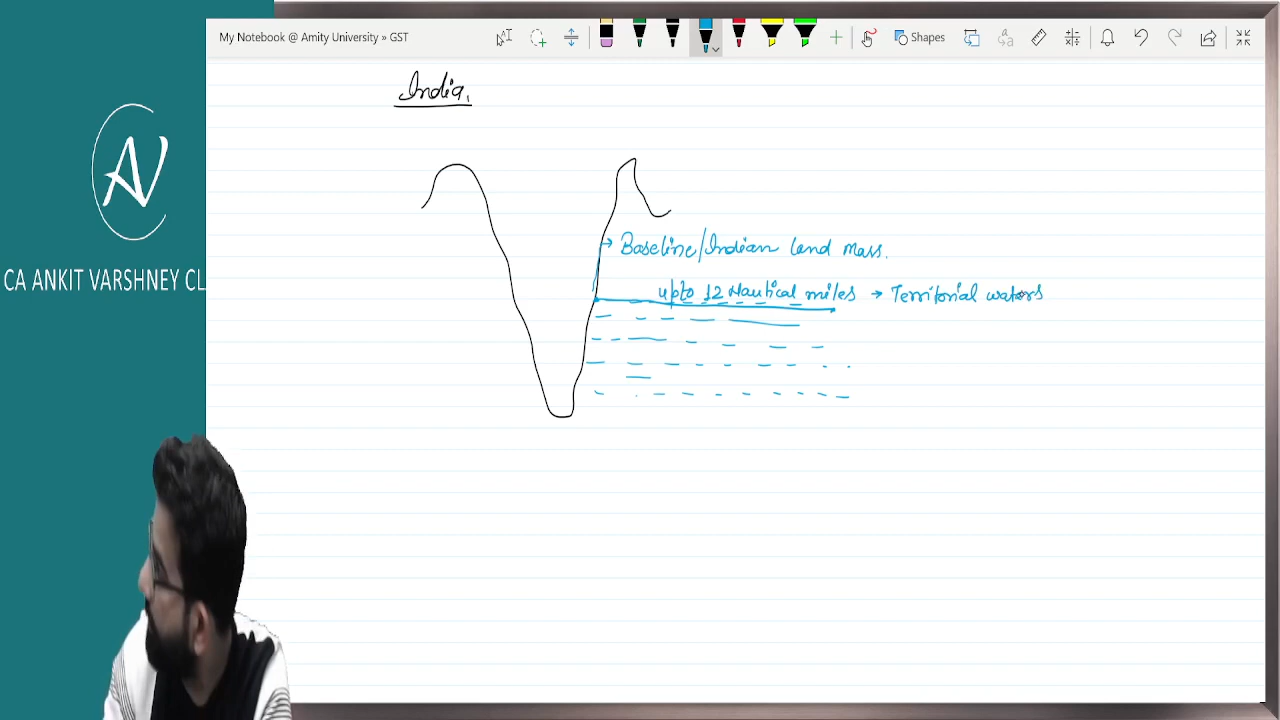 My Notebook @ Amity University » GST
Shapes
India.
AV
CA ANKIT VARSHNEY CL
→ Baseline/Indian land mass.
upto 12 Nautical miles → Territorial waters